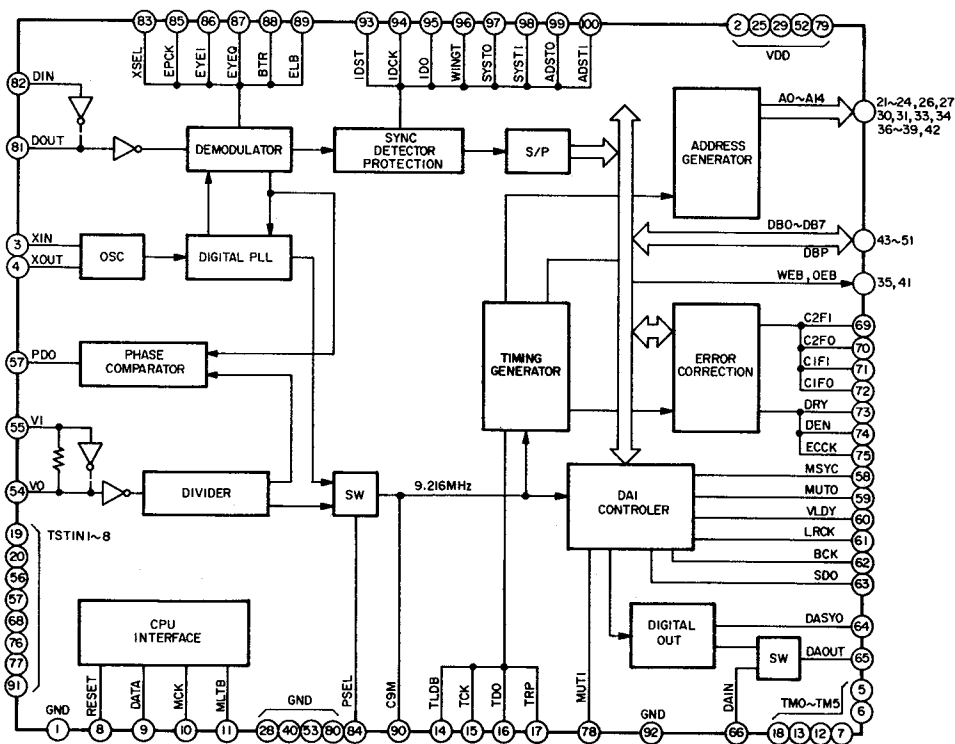 83 85 86 87 88 89 93 94 95 96 97 98 99 100 2 25 29 52 79
XSEL EPCK EYEI EYEQ BTR ELB IDST IDCK IDO WINGT SYSTO SYSTI ADSTO ADSTI VDD
82 DIN
81 DOUT
DEMODULATOR
SYNC
DETECTOR
PROTECTION
S/P
ADDRESS
GENERATOR
A0~A14
21~24, 26, 27
30, 31, 33, 34
36~39, 42
3 XIN
4 XOUT
OSC
DIGITAL PLL
DB0~DB7
DBP
43~51
WEB, OEB
35, 41
57 PDO
PHASE
COMPARATOR
TIMING
GENERATOR
ERROR
CORRECTION
C2F1 69
C2F0 70
C1F1 71
C1F0 72
DRY 73
DEN 74
ECCK 75
55 VI
54 VO
DIVIDER
SW
9.216MHz
DAI
CONTROLER
MSYC 58
MUTO 59
VLDY 60
LRCK 61
BCK 62
SDO 63
19 TSTIN1~8
20
56
57
68
76
77
91
CPU
INTERFACE
DIGITAL
OUT
SW
DASYO 64
DAOUT 65
5
6
TM0~TM5
GND RESET DATA MCK MLTB GND PSEL C9M TLDB TCK TDO TRP MUTI GND DAIN
1 8 9 10 11 28 40 53 80 84 90 14 15 16 17 78 92 66 18 13 12 7